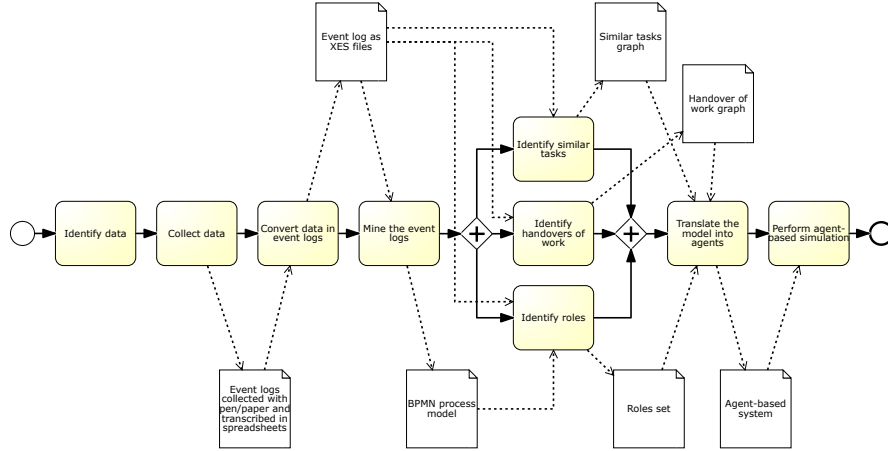 Event log as
XES files
Similar tasks
graph
Handover of
work graph
Identify similar
tasks
Identify data
Collect data
Convert data in
event logs
Mine the event
logs
Identify
handovers of
work
Translate the
model into
agents
Perform agent-
based simulation
Identify roles
Event logs
collected with
pen/paper and
transcribed in
spreadsheets
BPMN process
model
Roles set
Agent-based
system